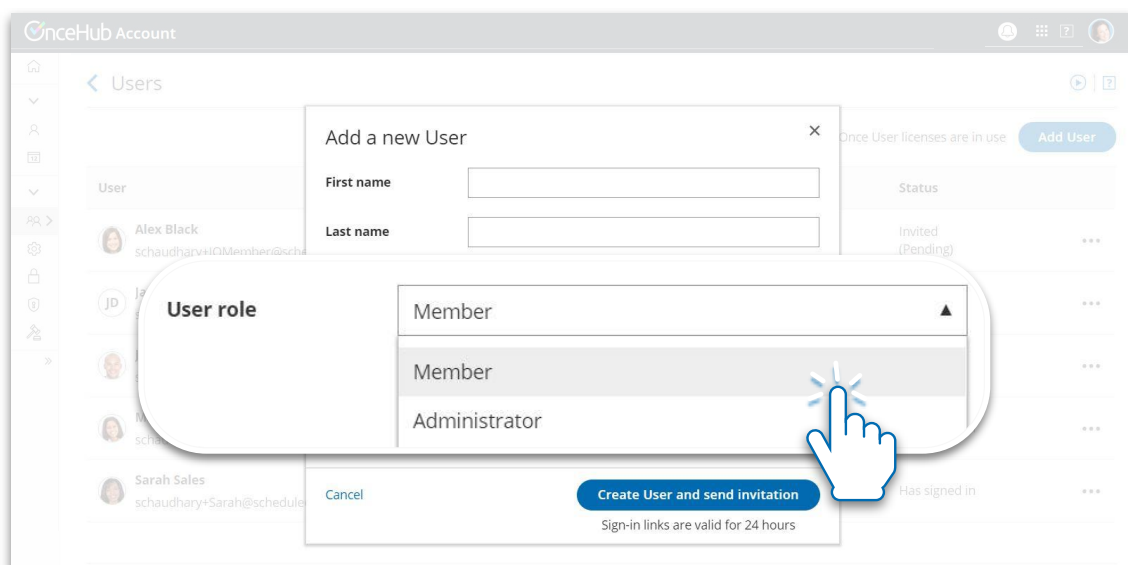 OnceHub Account
Users
Add a new User
Once User licenses are in use
Add User
First name
User
Status
Last name
Alex Black
schaudhary+IQMember@sche
Invited
(Pending)
User role
Member
JD
Member
Administrator
Sarah Sales
schaudhary+Sarah@schedule
Cancel
Create User and send invitation
Has signed in
Sign-in links are valid for 24 hours